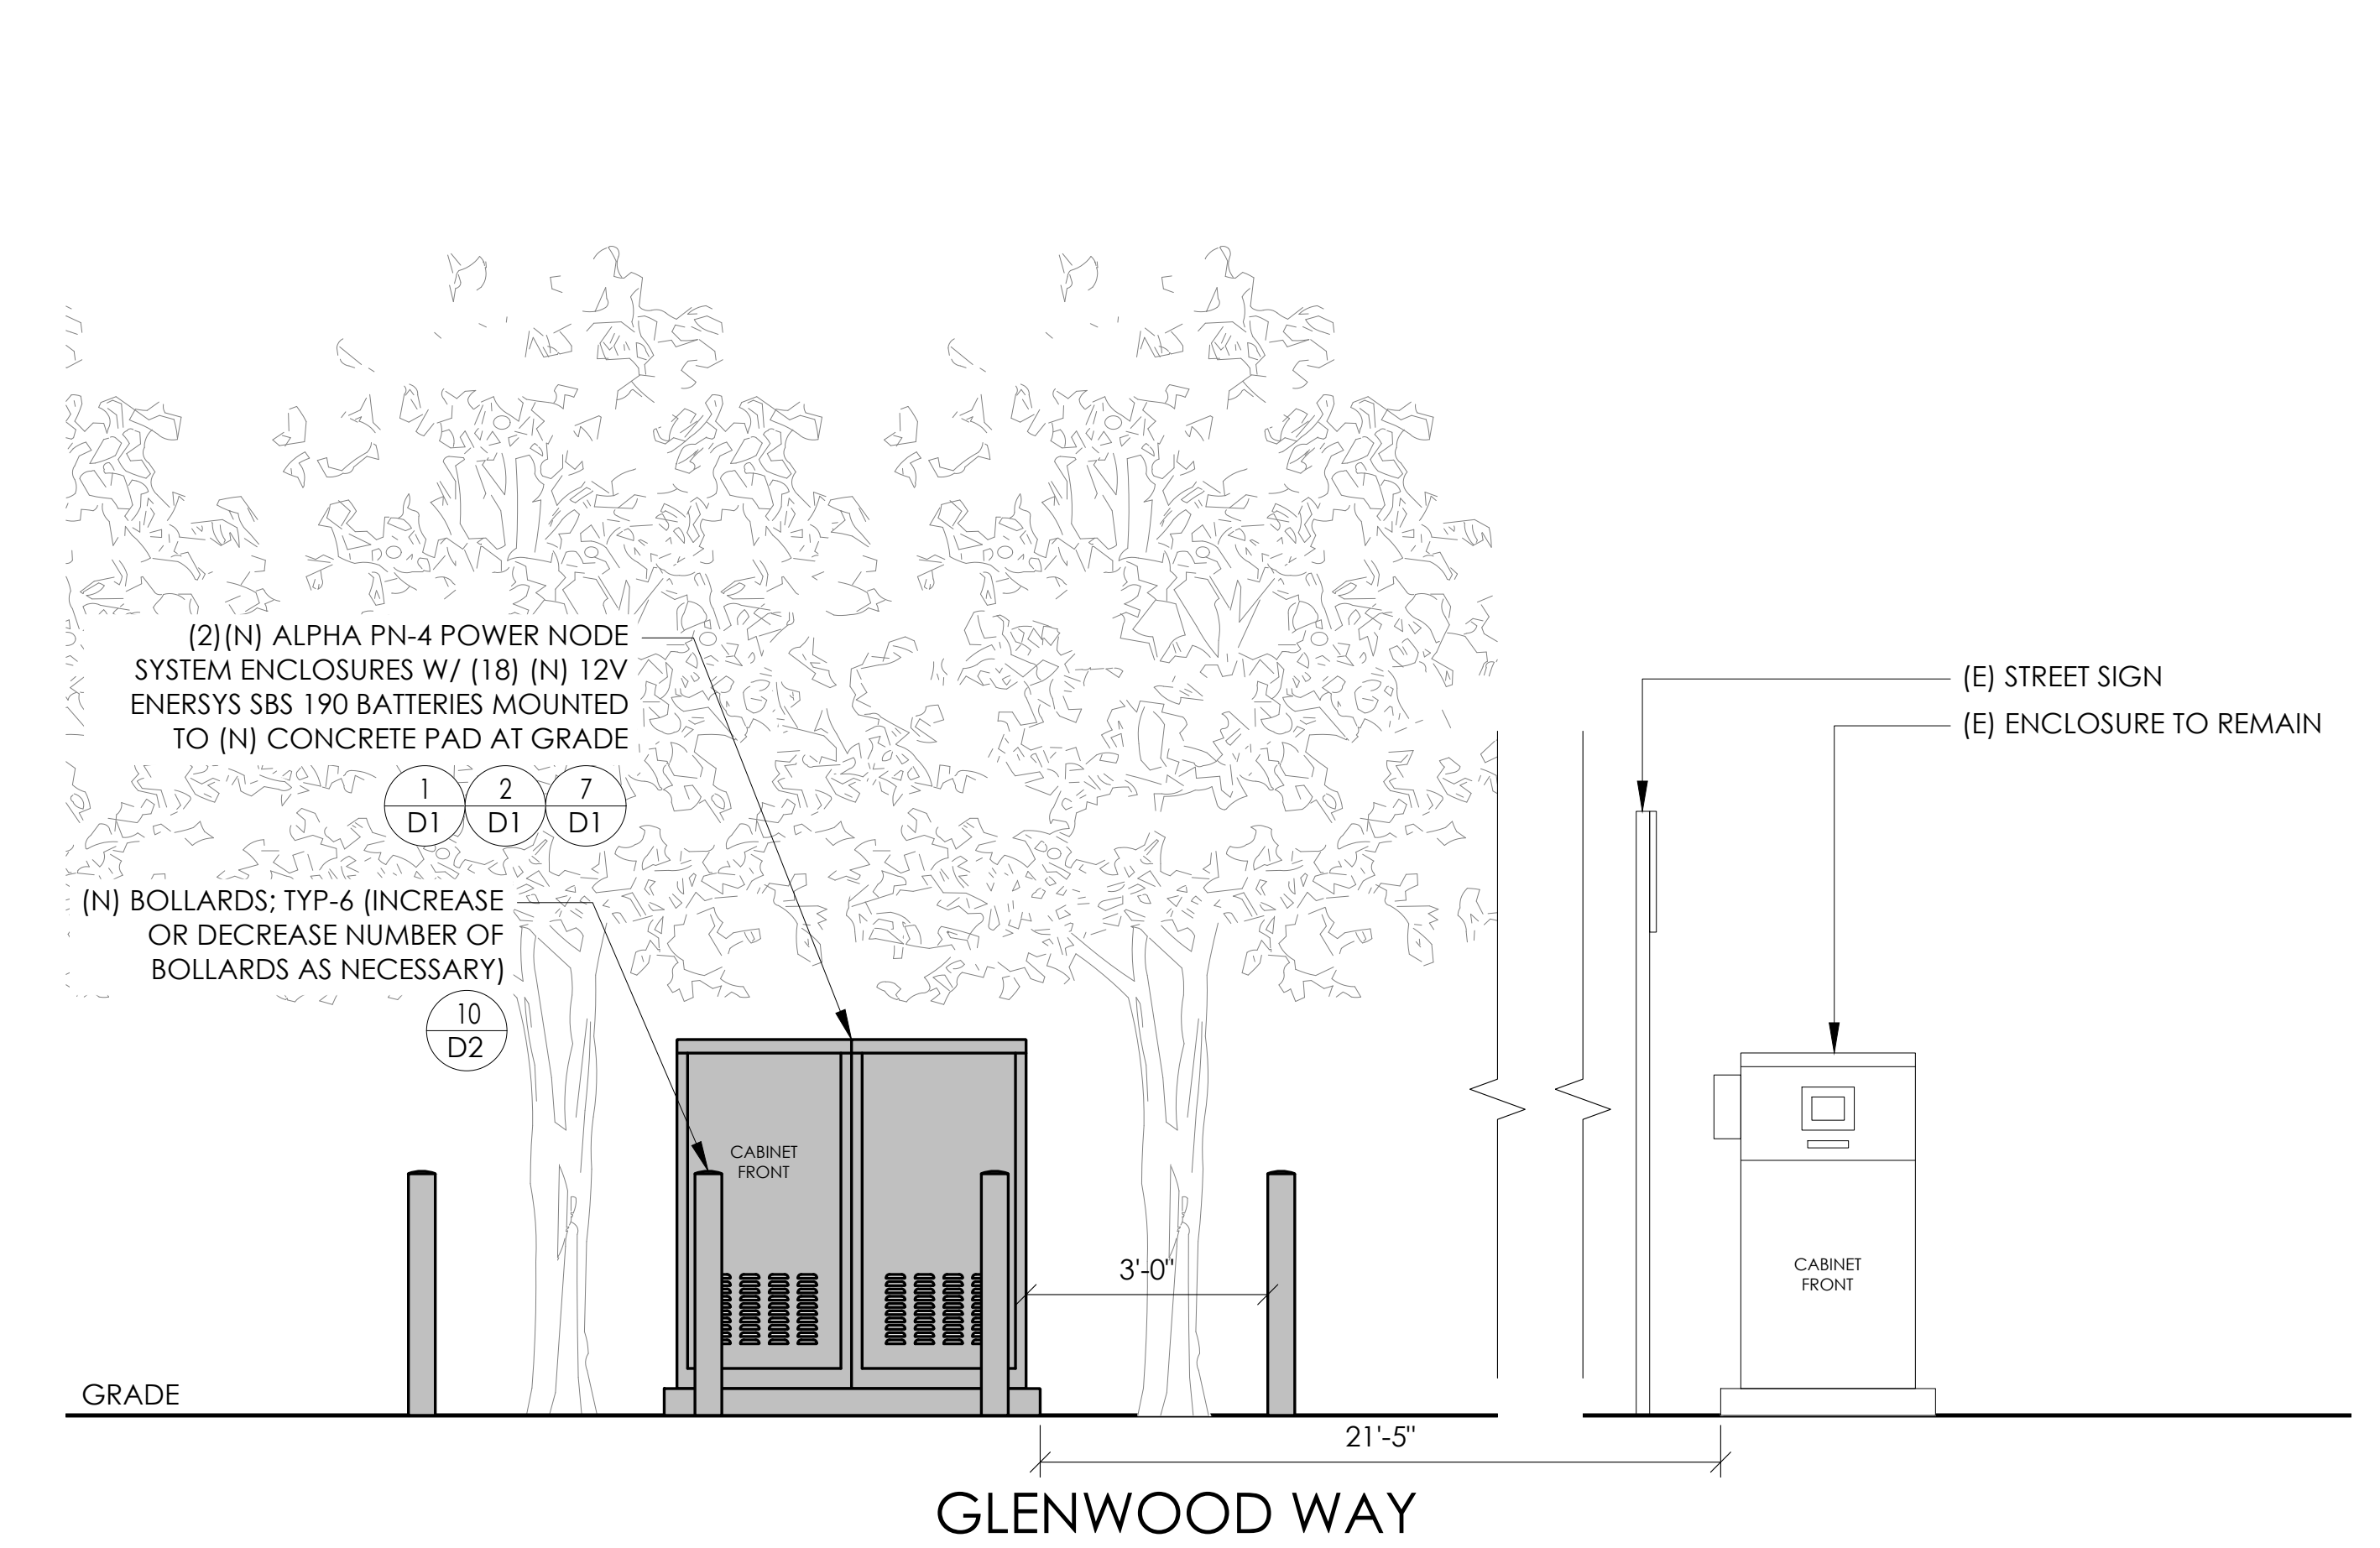 (2)(N) ALPHA PN-4 POWER NODE
SYSTEM ENCLOSURES W/ (18) (N) 12V
ENERSYS SBS 190 BATTERIES MOUNTED
TO (N) CONCRETE PAD AT GRADE
1
D1
2
D1
7
D1
(N) BOLLARDS; TYP-6 (INCREASE
OR DECREASE NUMBER OF
BOLLARDS AS NECESSARY)
10
D2
(E) STREET SIGN
(E) ENCLOSURE TO REMAIN
CABINET
FRONT
3'-0"
CABINET
FRONT
GRADE
21'-5"
GLENWOOD WAY